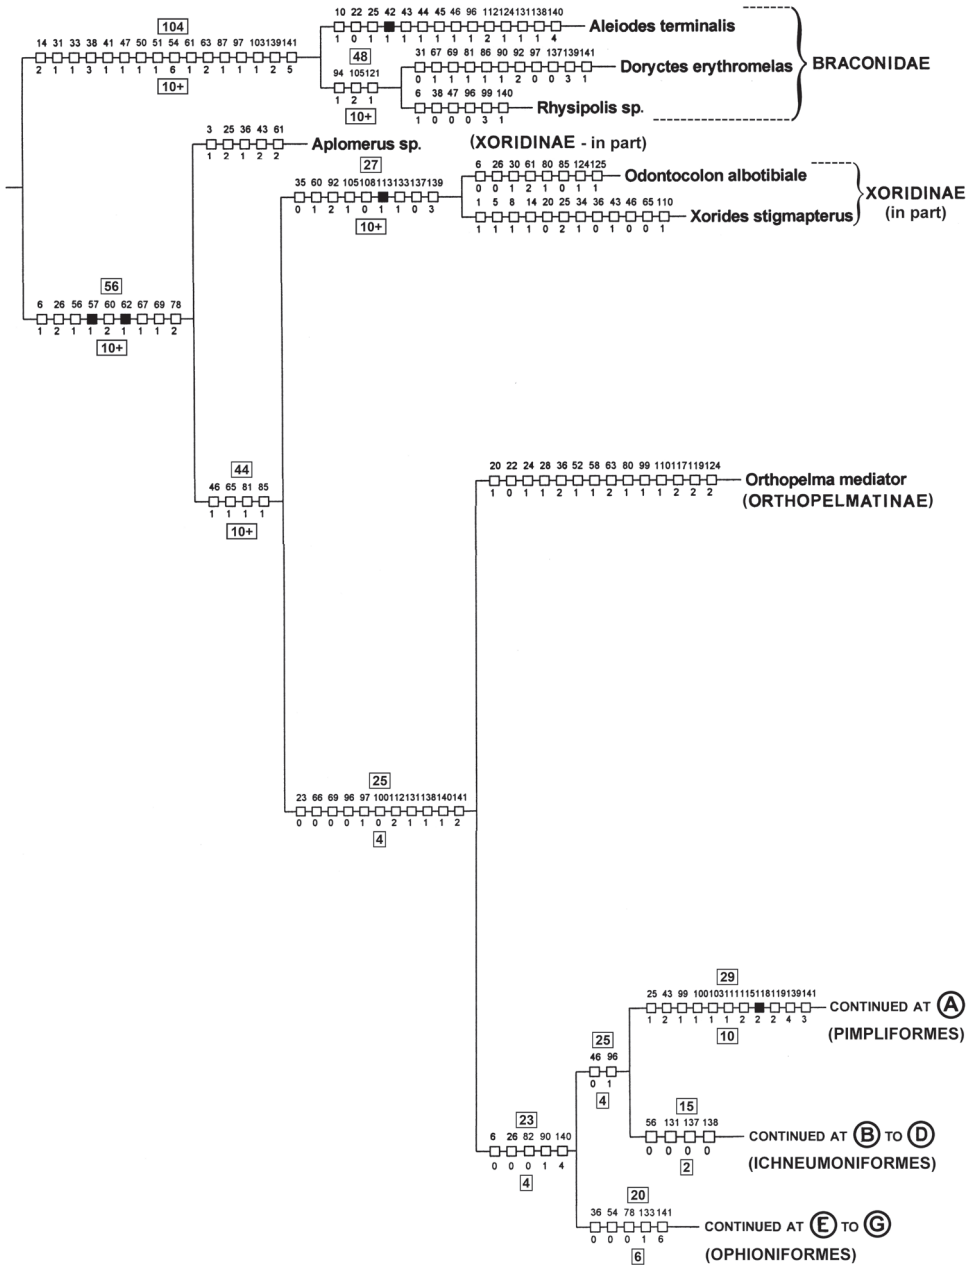 104
14 31 33 38 41 47 50 51 54 61 63 87 97 103 139 141
2 1 1 3 1 1 1 1 6 1 2 1 1 1 2 5
10+
10 22 25 42 43 44 45 46 96 112 124 131 138 140
1 0 1 1 1 1 1 1 1 2 1 1 1 4
Aleiodes terminalis
48
94 105 121
1 2 1
10+
31 67 69 81 86 90 92 97 137 139 141
0 1 1 1 1 1 2 0 0 3 1
Doryctes erythromelas
BRACONIDAE
6 38 47 96 99 140
1 0 0 0 3 1
Rhysipolis sp.
3 25 36 43 61
1 2 1 2 2
Aplomerus sp.
(XORIDINAE - in part)
27
35 60 92 105 108 113 133 137 139
0 1 2 1 0 1 1 0 3
10+
6 26 30 61 80 85 124 125
0 0 1 2 1 0 1 1
Odontocolon albotibiale
1 5 8 14 20 25 34 36 43 46 65 110
1 1 1 1 0 2 1 0 1 0 0 1
Xorides stigmapterus
XORIDINAE
(in part)
56
6 26 56 57 60 62 67 69 78
1 2 1 1 2 1 1 1 2
10+
44
46 65 81 85
1 1 1 1
10+
20 22 24 28 36 52 58 63 80 99 110 117 119 124
1 0 1 1 2 1 1 2 1 1 1 2 2 2
Orthopelma mediator
(ORTHOPELMATINAE)
25
23 66 69 96 97 100 112 131 138 140 141
0 0 0 0 1 0 2 1 1 1 2
4
29
25 43 99 100 103 111 115 118 119 139 141
1 2 1 1 1 1 2 2 2 4 3
10
CONTINUED AT A
(PIMPLIFORMES)
25
46 96
0 1
4
15
56 131 137 138
0 0 0 0
2
CONTINUED AT B TO D
(ICHNEUMONIFORMES)
23
6 26 82 90 140
0 0 0 1 4
4
20
36 54 78 133 141
0 0 0 1 6
6
CONTINUED AT E TO G
(OPHIONIFORMES)